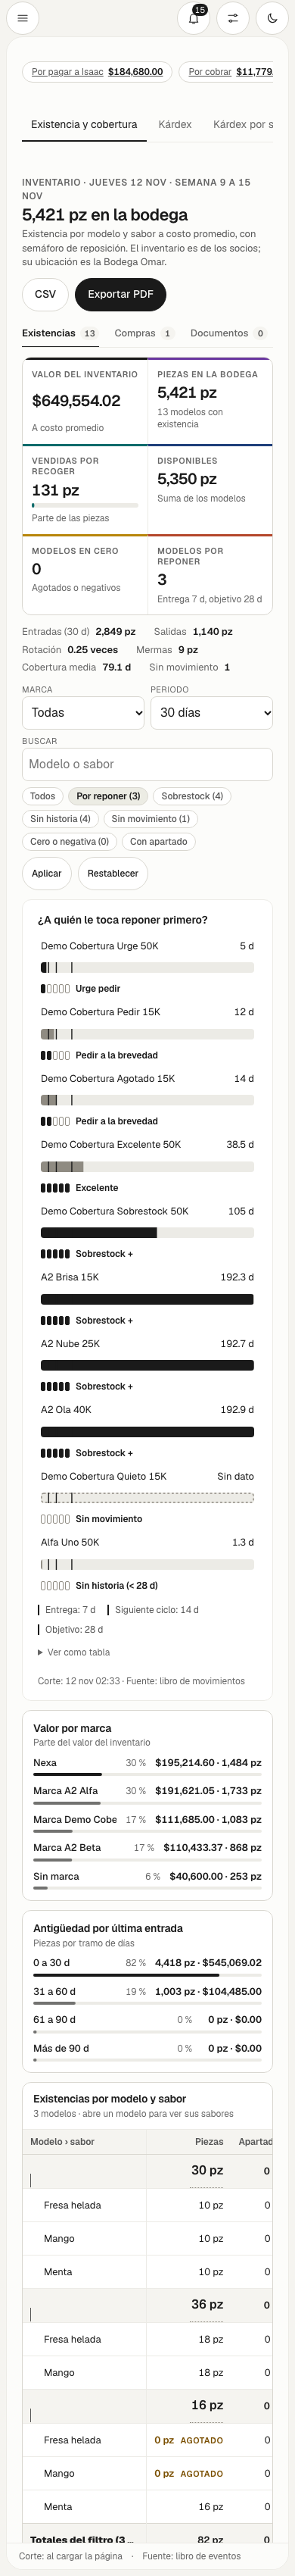 15
Por pagar a Isaac $184,680.00 Por cobrar $11,779.
Existencia y cobertura Kárdex Kárdex por s
INVENTARIO · JUEVES 12 NOV · SEMANA 9 A 15
NOV
5,421 pz en la bodega
Existencia por modelo y sabor a costo promedio, con
semáforo de reposición. El inventario es de los socios;
su ubicación es la Bodega Omar.
CSV Exportar PDF
Existencias 13 Compras 1 Documentos 0
VALOR DEL INVENTARIO
$649,554.02
A costo promedio
PIEZAS EN LA BODEGA
5,421 pz
13 modelos con
existencia
VENDIDAS POR
RECOGER
131 pz
Parte de las piezas
DISPONIBLES
5,350 pz
Suma de los modelos
MODELOS EN CERO
0
Agotados o negativos
MODELOS POR
REPONER
3
Entrega 7 d, objetivo 28 d
Entradas (30 d) 2,849 pz Salidas 1,140 pz
Rotación 0.25 veces Mermas 9 pz
Cobertura media 79.1 d Sin movimiento 1
MARCA PERIODO
Todas 30 días
BUSCAR
Modelo o sabor
Todos Por reponer (3) Sobrestock (4)
Sin historia (4) Sin movimiento (1)
Cero o negativa (0) Con apartado
Aplicar Restablecer
¿A quién le toca reponer primero?
Demo Cobertura Urge 50K 5 d
Urge pedir
Demo Cobertura Pedir 15K 12 d
Pedir a la brevedad
Demo Cobertura Agotado 15K 14 d
Pedir a la brevedad
Demo Cobertura Excelente 50K 38.5 d
Excelente
Demo Cobertura Sobrestock 50K 105 d
Sobrestock +
A2 Brisa 15K 192.3 d
Sobrestock +
A2 Nube 25K 192.7 d
Sobrestock +
A2 Ola 40K 192.9 d
Sobrestock +
Demo Cobertura Quieto 15K Sin dato
Sin movimiento
Alfa Uno 50K 1.3 d
Sin historia (< 28 d)
Entrega: 7 d Siguiente ciclo: 14 d
Objetivo: 28 d
Ver como tabla
Corte: 12 nov 02:33 · Fuente: libro de movimientos
Valor por marca
Parte del valor del inventario
Nexa 30 % $195,214.60 · 1,484 pz
Marca A2 Alfa 30 % $191,621.05 · 1,733 pz
Marca Demo Cobe 17 % $111,685.00 · 1,083 pz
Marca A2 Beta 17 % $110,433.37 · 868 pz
Sin marca 6 % $40,600.00 · 253 pz
Antigüedad por última entrada
Piezas por tramo de días
0 a 30 d 82 % 4,418 pz · $545,069.02
31 a 60 d 19 % 1,003 pz · $104,485.00
61 a 90 d 0 % 0 pz · $0.00
Más de 90 d 0 % 0 pz · $0.00
Existencias por modelo y sabor
3 modelos · abre un modelo para ver sus sabores
Modelo › sabor Piezas Apartad
30 pz 0
Fresa helada 10 pz 0
Mango 10 pz 0
Menta 10 pz 0
36 pz 0
Fresa helada 18 pz 0
Mango 18 pz 0
16 pz 0
Fresa helada 0 pz AGOTADO 0
Mango 0 pz AGOTADO 0
Menta 16 pz 0
Totales del filtro (3 ... 82 pz 0
Corte: al cargar la página · Fuente: libro de eventos